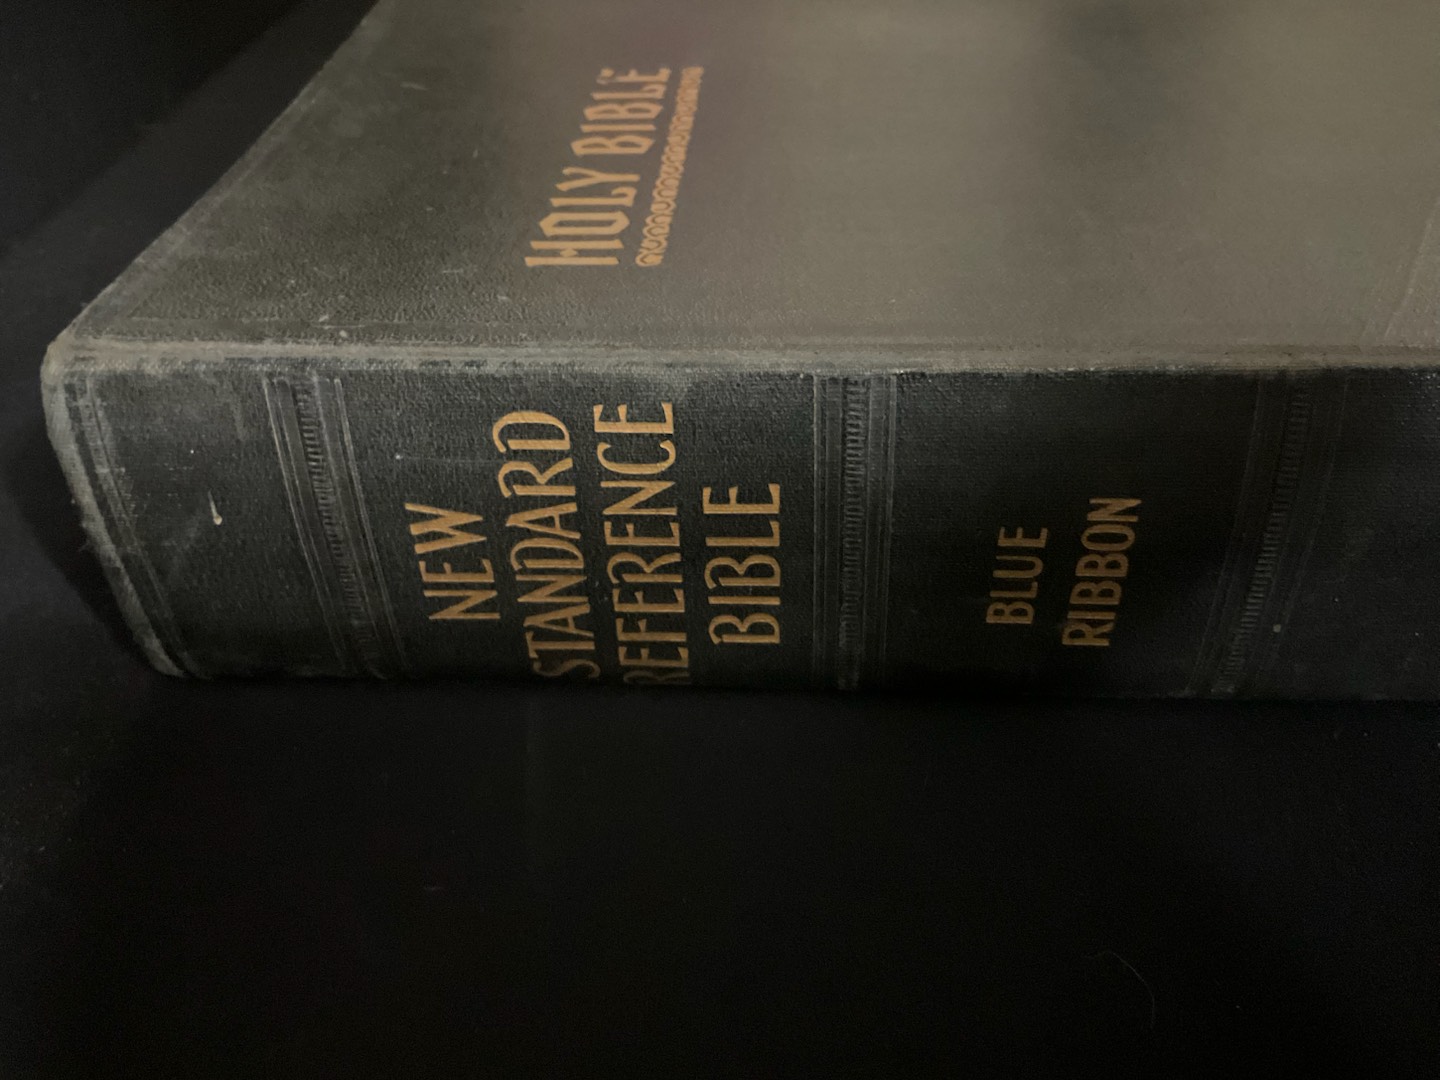 HOLY BIBLE
NEW
STANDARD
REFERENCE
BIBLE
BLUE
RIBBON